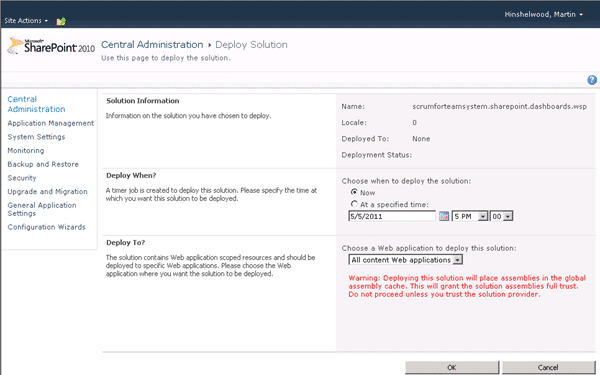 Hinshelwood, Martin
Site Actions
Microsoft
SharePoint 2010
Central Administration ▸ Deploy Solution
Use this page to deploy the solution.
Central
Administration
Application Management
System Settings
Monitoring
Backup and Restore
Security
Upgrade and Migration
General Application
Settings
Configuration Wizards
Solution Information
Information on the solution you have chosen to deploy.
Name: scrumforteamsystem.sharepoint.dashboards.wsp
Locale: 0
Deployed To: None
Deployment Status:
Deploy When?
A timer job is created to deploy this solution. Please specify the time at
which you want this solution to be deployed.
Choose when to deploy the solution:
Now
At a specified time:
5/5/2011 5 PM 00
Deploy To?
The solution contains Web application scoped resources and should be
deployed to specific Web applications. Please choose the Web
application where you want the solution to be deployed.
Choose a Web application to deploy this solution:
All content Web applications
Warning: Deploying this solution will place assemblies in the global
assembly cache. This will grant the solution assemblies full trust.
Do not proceed unless you trust the solution provider.
OK Cancel